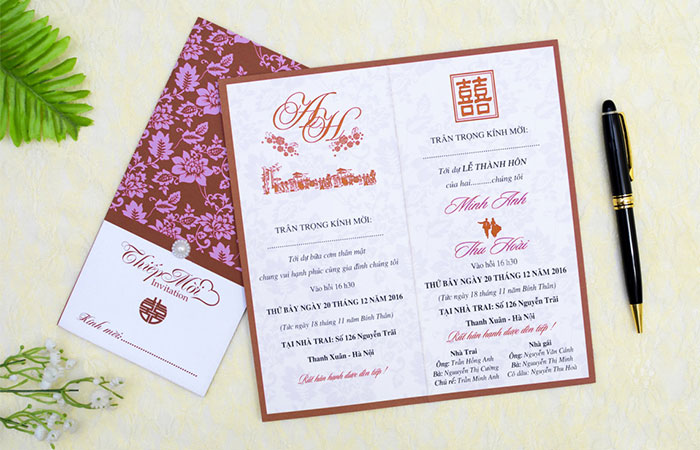 Thiếp Mời
Invitation
囍
Kính mời:....................
AH
TRÂN TRỌNG KÍNH MỜI:
..........................................
Tới dự bữa cơm thân mật
chung vui hạnh phúc cùng gia đình chúng tôi
Vào hồi 16 h30
THỨ BẢY NGÀY 20 THÁNG 12 NĂM 2016
(Tức ngày 18 tháng 11 năm Bính Thân)
TẠI NHÀ TRAI: Số 126 Nguyễn Trãi
Thanh Xuân - Hà Nội
Rất hân hạnh được đón tiếp !
囍
TRÂN TRỌNG KÍNH MỜI:
..........................................
Tới dự LỄ THÀNH HÔN
của hai..........chúng tôi
Minh Anh
Thu Hoài
Vào hồi 16 h30
THỨ BẢY NGÀY 20 THÁNG 12 NĂM 2016
(Tức ngày 18 tháng 11 năm Bính Thân)
TẠI NHÀ TRAI: Số 126 Nguyễn Trãi
Thanh Xuân - Hà Nội
Rất hân hạnh được đón tiếp !
Nhà Trai
Ông: Trần Hồng Anh
Bà: Nguyễn Thị Cường
Chú rể: Trần Minh Anh
Nhà gái
Ông: Nguyễn Văn Cảnh
Bà: Nguyễn Thị Minh
Cô dâu: Nguyễn Thu Hoà